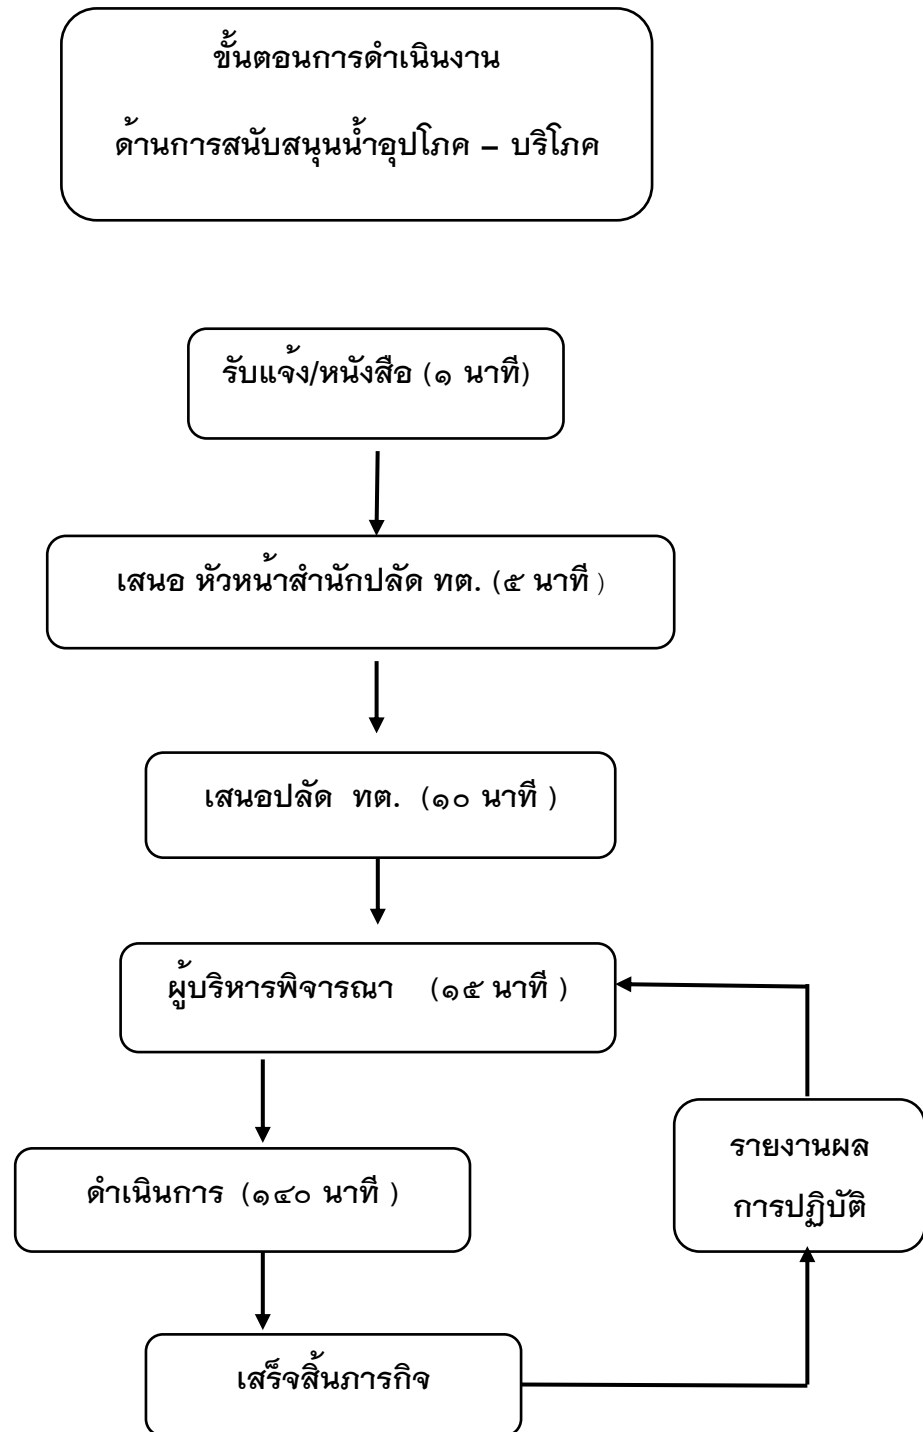 ขั้นตอนการดำเนินงาน
ด้านการสนับสนุนน้ำอุปโภค – บริโภค
รับแจ้ง/หนังสือ (๑ นาที)
เสนอ หัวหน้าสำนักปลัด ทต. (๕ นาที )
เสนอปลัด ทต. (๑๐ นาที )
ผู้บริหารพิจารณา (๑๕ นาที )
ดำเนินการ (๑๔๐ นาที )
รายงานผล
การปฏิบัติ
เสร็จสิ้นภารกิจ